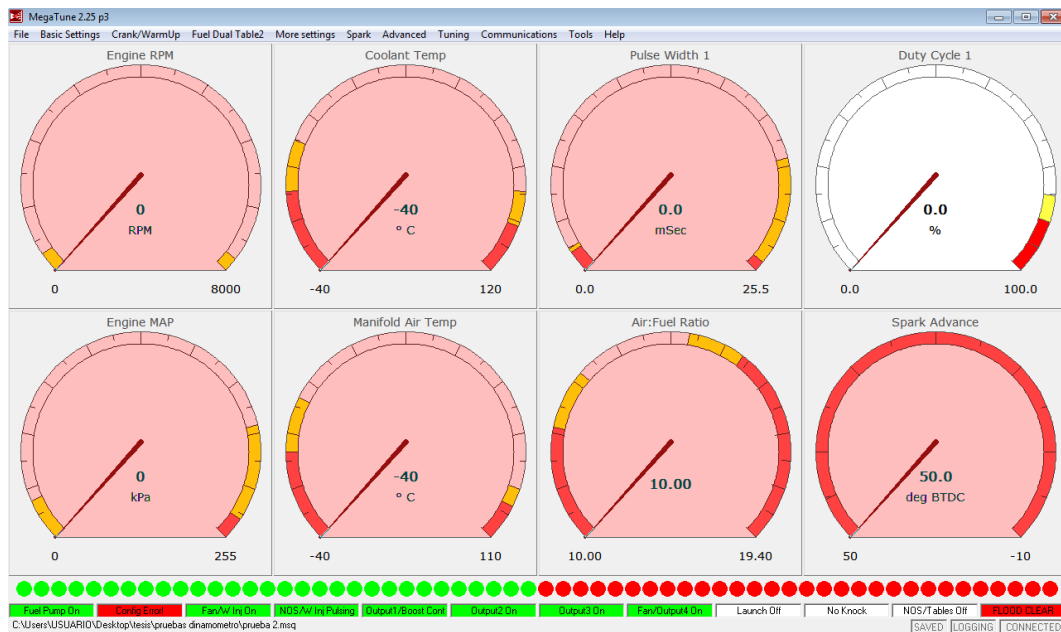 MegaTune 2.25 p3
File Basic Settings Crank/WarmUp Fuel Dual Table2 More settings Spark Advanced Tuning Communications Tools Help
Engine RPM
0
RPM
0 8000
Coolant Temp
-40
° C
-40 120
Pulse Width 1
0.0
mSec
0.0 25.5
Duty Cycle 1
0.0
%
0.0 100.0
Engine MAP
0
kPa
0 255
Manifold Air Temp
-40
° C
-40 110
Air:Fuel Ratio
10.00
10.00 19.40
Spark Advance
50.0
deg BTDC
50 -10
Fuel Pump On Config Error! Fan/W Inj On NOS/W Inj Pulsing Output1/Boost Cont Output2 On Output3 On Fan/Output4 On Launch Off No Knock NOS/Tables Off FLOOD CLEAR
C:\Users\USUARIO\Desktop\tesis\pruebas dinamometro\prueba 2.msq SAVED LOGGING CONNECTED